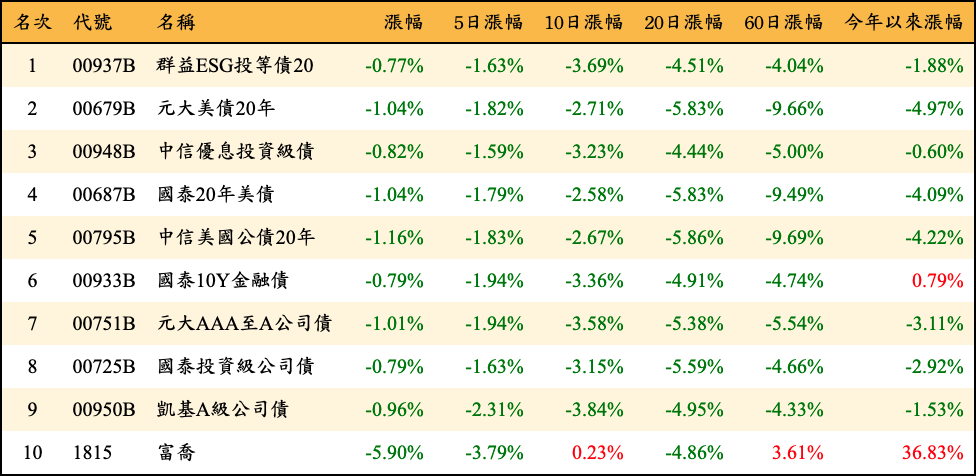 名次 代號 名稱 漲幅 5日漲幅 10日漲幅 20日漲幅 60日漲幅 今年以來漲幅
1 00937B 群益ESG投等債20 -0.77% -1.63% -3.69% -4.51% -4.04% -1.88%
2 00679B 元大美債20年 -1.04% -1.82% -2.71% -5.83% -9.66% -4.97%
3 00948B 中信優息投資級債 -0.82% -1.59% -3.23% -4.44% -5.00% -0.60%
4 00687B 國泰20年美債 -1.04% -1.79% -2.58% -5.83% -9.49% -4.09%
5 00795B 中信美國公債20年 -1.16% -1.83% -2.67% -5.86% -9.69% -4.22%
6 00933B 國泰10Y金融債 -0.79% -1.94% -3.36% -4.91% -4.74% 0.79%
7 00751B 元大AAA至A公司債 -1.01% -1.94% -3.58% -5.38% -5.54% -3.11%
8 00725B 國泰投資級公司債 -0.79% -1.63% -3.15% -5.59% -4.66% -2.92%
9 00950B 凱基A級公司債 -0.96% -2.31% -3.84% -4.95% -4.33% -1.53%
10 1815 富喬 -5.90% -3.79% 0.23% -4.86% 3.61% 36.83%